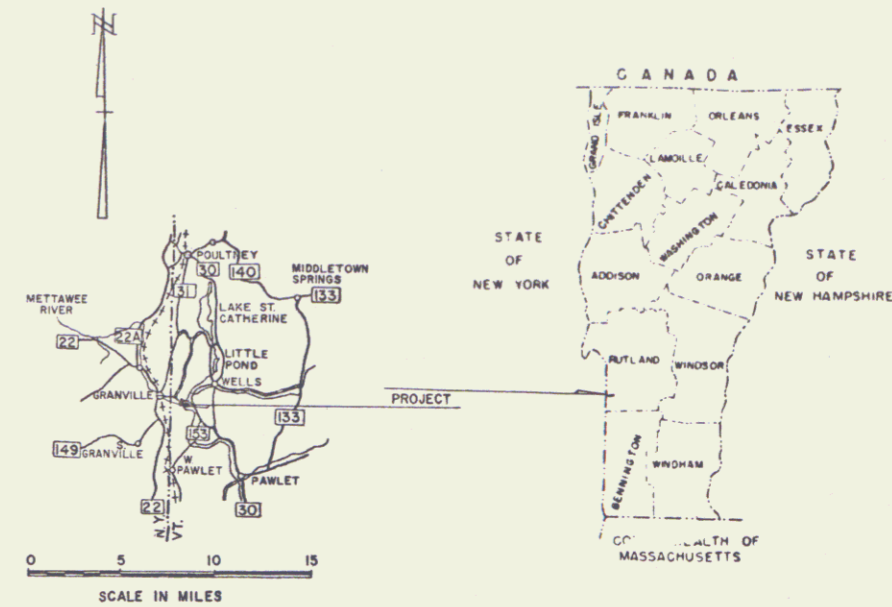 N
CANADA
FRANKLIN
ORLEANS
ESSEX
GRAND ISLE
LAMOILLE
CALEDONIA
CHITTENDEN
WASHINGTON
STATE
OF
NEW YORK
STATE
OF
NEW HAMPSHIRE
ADDISON
ORANGE
RUTLAND
WINDSOR
BENNINGTON
WINDHAM
LTH OF
MASSACHUSETTS
POULTNEY
30
140
MIDDLETOWN
SPRINGS
133
31
METTAWEE
RIVER
LAKE ST.
CATHERINE
22
22A
LITTLE
POND
WELLS
GRANVILLE
PROJECT
133
153
149
S.
GRANVILLE
W.
PAWLET
PAWLET
22
30
N.Y.
VT.
0 5 10 15
SCALE IN MILES